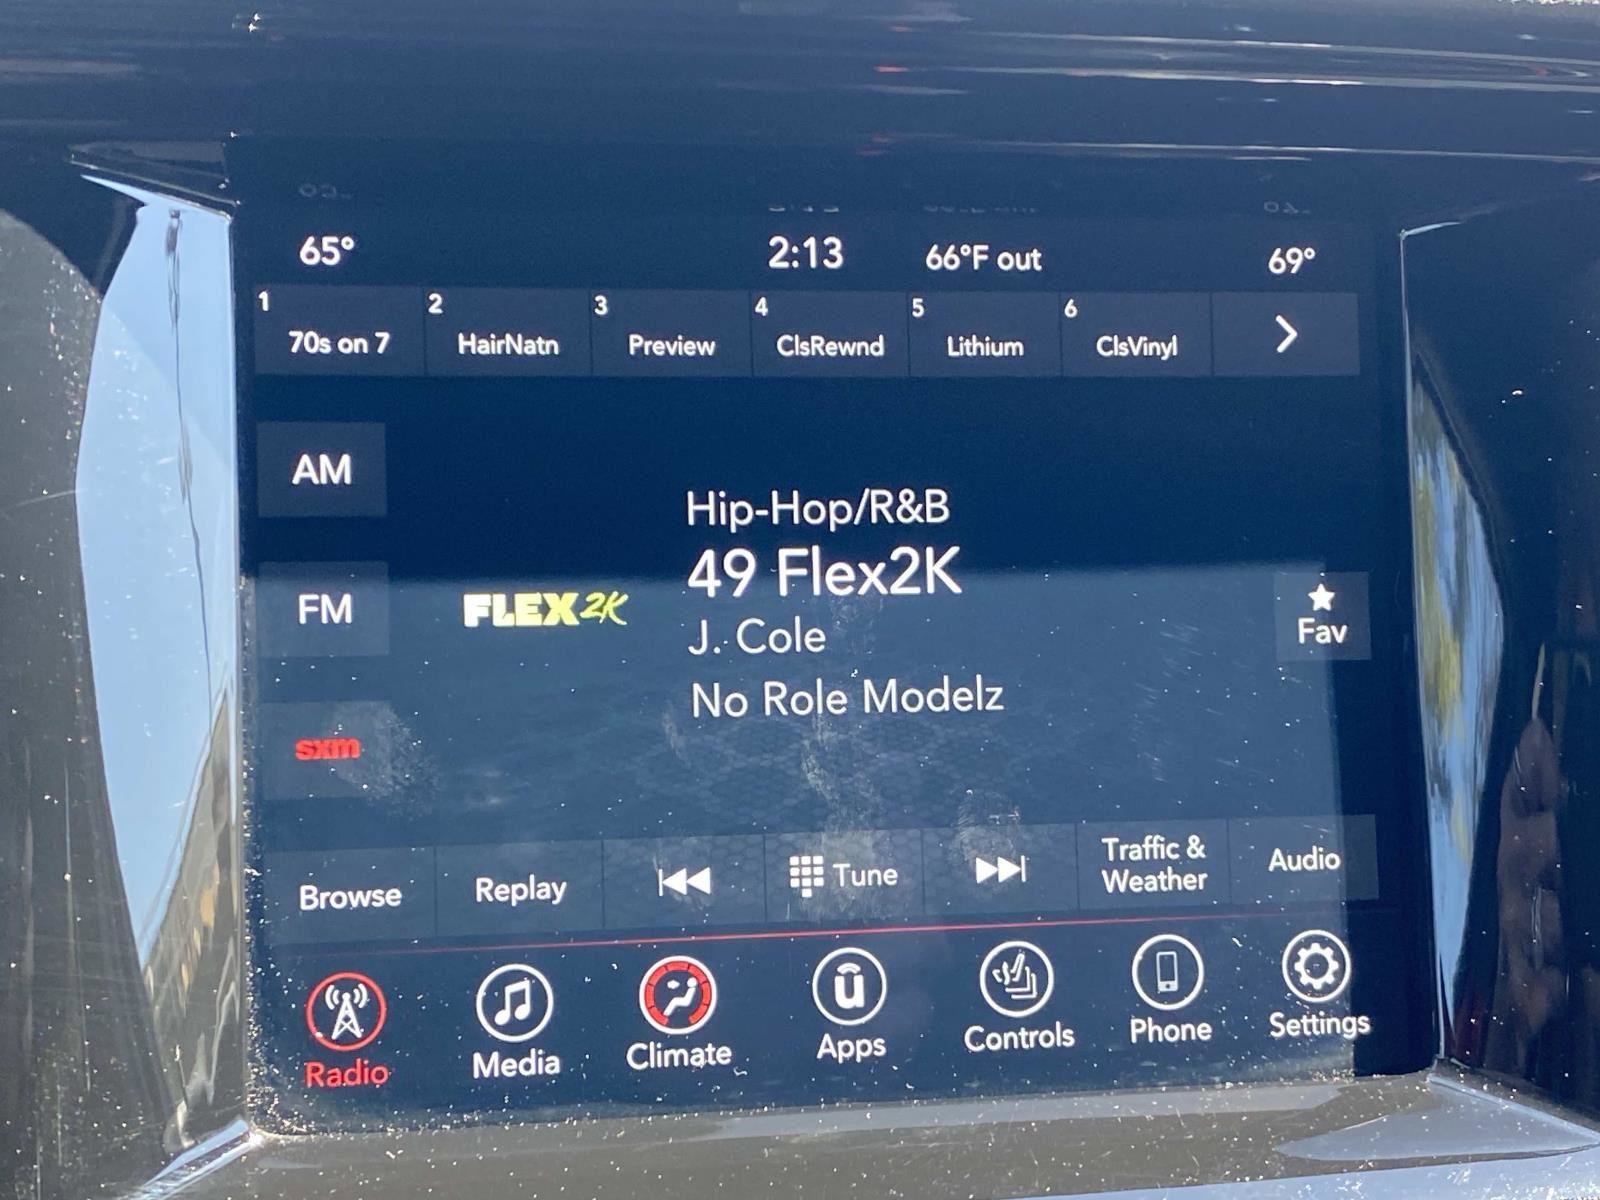 65° 2:13 66°F out 69°
1 2 3 4 5 6
70s on 7 HairNatn Preview ClsRewnd Lithium ClsVinyl
AM
Hip-Hop/R&B
49 Flex2K
FM FLEX2K
J. Cole
★ Fav
No Role Modelz
sxm
Browse Replay Tune Traffic & Weather Audio
Radio Media Climate Apps Controls Phone Settings